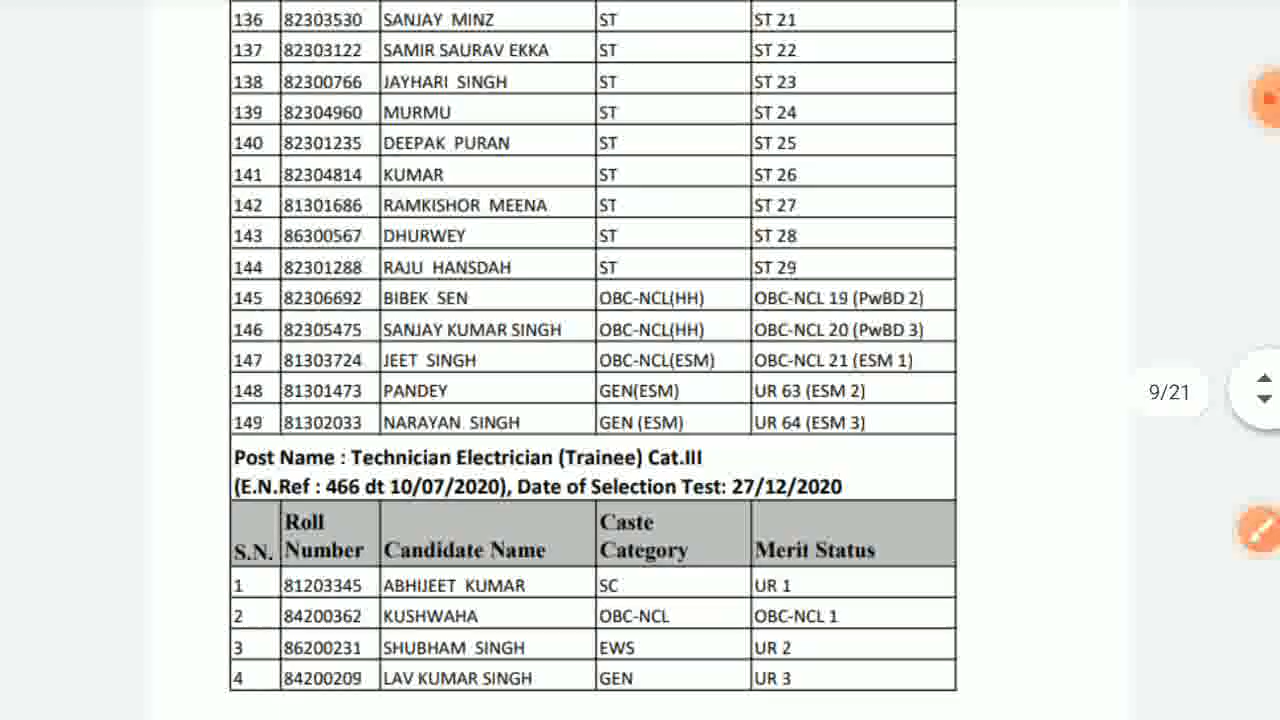 136 82303530 SANJAY MINZ ST ST 21
137 82303122 SAMIR SAURAV EKKA ST ST 22
138 82300766 JAYHARI SINGH ST ST 23
139 82304960 MURMU ST ST 24
140 82301235 DEEPAK PURAN ST ST 25
141 82304814 KUMAR ST ST 26
142 81301686 RAMKISHOR MEENA ST ST 27
143 86300567 DHURWEY ST ST 28
144 82301288 RAJU HANSDAH ST ST 29
145 82306692 BIBEK SEN OBC-NCL(HH) OBC-NCL 19 (PwBD 2)
146 82305475 SANJAY KUMAR SINGH OBC-NCL(HH) OBC-NCL 20 (PwBD 3)
147 81303724 JEET SINGH OBC-NCL(ESM) OBC-NCL 21 (ESM 1)
148 81301473 PANDEY GEN(ESM) UR 63 (ESM 2)
149 81302033 NARAYAN SINGH GEN (ESM) UR 64 (ESM 3)
Post Name : Technician Electrician (Trainee) Cat.III
(E.N.Ref : 466 dt 10/07/2020), Date of Selection Test: 27/12/2020
S.N. Roll Number Candidate Name Caste Category Merit Status
1 81203345 ABHIJEET KUMAR SC UR 1
2 84200362 KUSHWAHA OBC-NCL OBC-NCL 1
3 86200231 SHUBHAM SINGH EWS UR 2
4 84200209 LAV KUMAR SINGH GEN UR 3
9/21